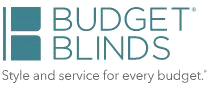 BUDGET®
BLINDS
Style and service for every budget.®